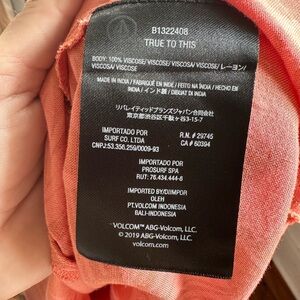 B1322408
TRUE TO THIS
BODY: 100% VISCOSE/ VISCOSE/ VISCOSA/ VISCOSE/ レーヨン/
VISCOSA/ VISCOSE
MADE IN INDIA / FABRIQUÉ EN INDE / FEITO NA ÍNDIA / HECHO EN
INDIA / インド製 / DIBUAT DI INDIA
リバレイティッドブランズジャパン合同会社
東京都渋谷区千駄ヶ谷3-15-7
IMPORTADO POR
SURF CO. LTDA
CNPJ:53.356.259/0009-93
R.N. # 29745
CA # 60394
IMPORTADO POR
PROSURF SPA
RUT: 76.434.444-6
IMPORTED BY/DIIMPOR
OLEH
PT.VOLCOM INDONESIA
BALI-INDONESIA
VOLCOM™ ABG-Volcom, LLC.
© 2019 ABG-Volcom, LLC.
volcom.com